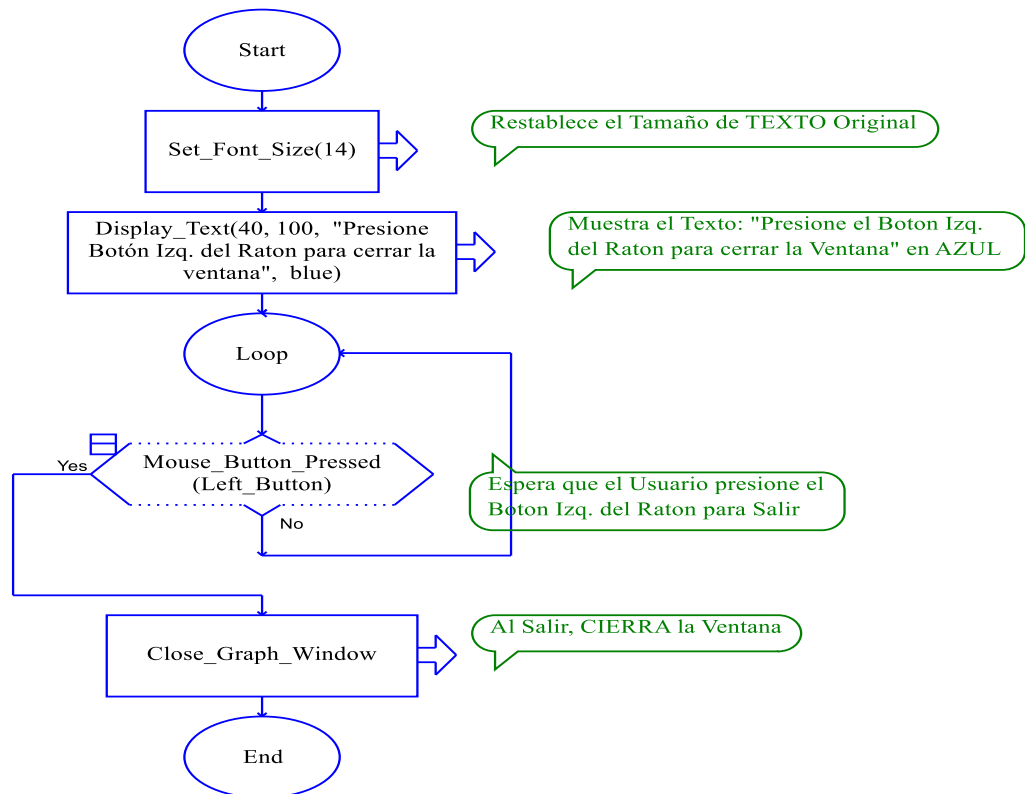 Start
Set_Font_Size(14)
Restablece el Tamaño de TEXTO Original
Display_Text(40, 100, "Presione
Botón Izq. del Raton para cerrar la
ventana", blue)
Muestra el Texto: "Presione el Boton Izq.
del Raton para cerrar la Ventana" en AZUL
Loop
Yes
Mouse_Button_Pressed
(Left_Button)
No
Espera que el Usuario presione el
Boton Izq. del Raton para Salir
Close_Graph_Window
Al Salir, CIERRA la Ventana
End